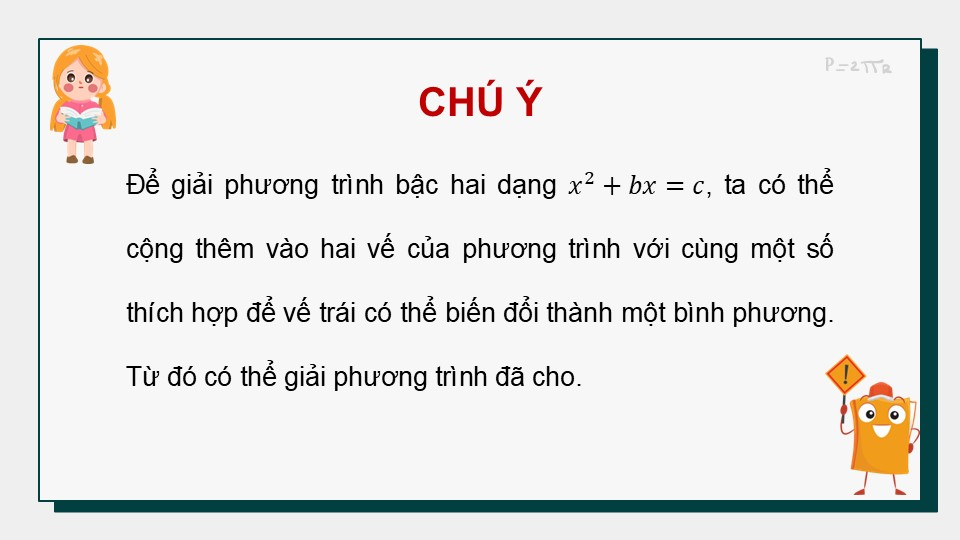 P=2πR
CHÚ Ý
Để giải phương trình bậc hai dạng 𝑥² + 𝑏𝑥 = 𝑐, ta có thể
cộng thêm vào hai vế của phương trình với cùng một số
thích hợp để vế trái có thể biến đổi thành một bình phương.
Từ đó có thể giải phương trình đã cho.
!